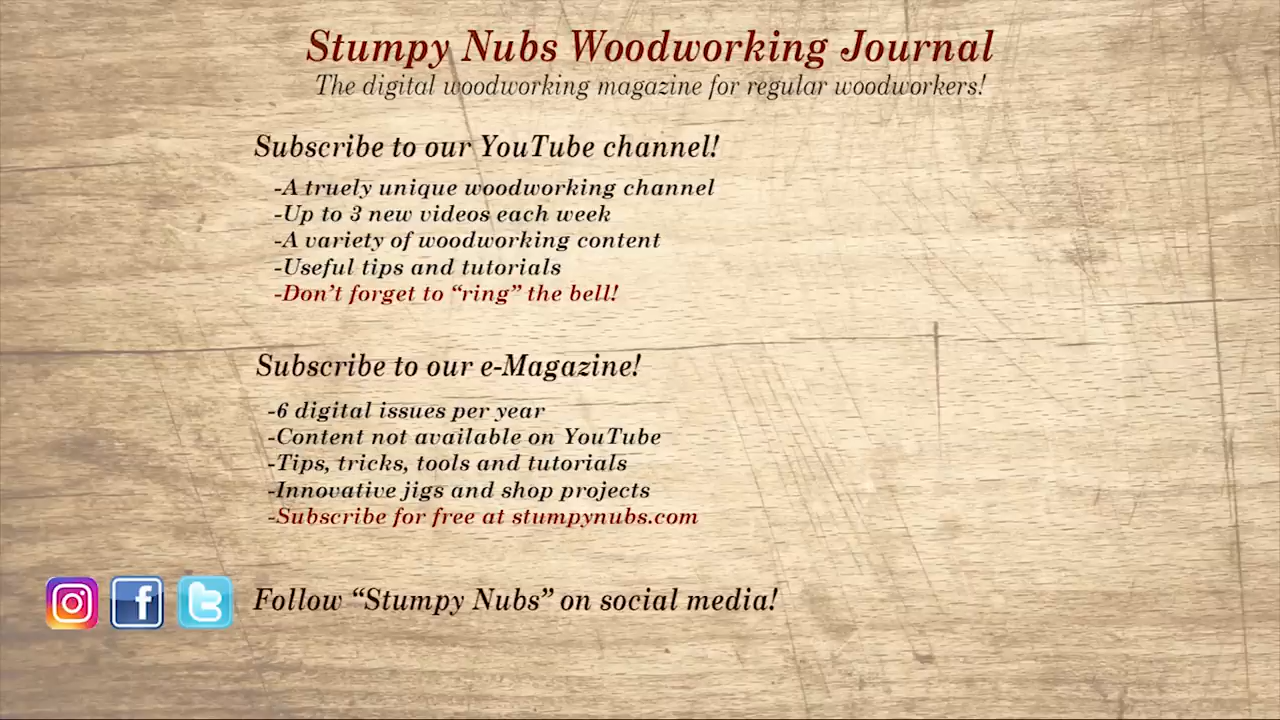 Stumpy Nubs Woodworking Journal
The digital woodworking magazine for regular woodworkers!
Subscribe to our YouTube channel!
-A truely unique woodworking channel
-Up to 3 new videos each week
-A variety of woodworking content
-Useful tips and tutorials
-Don't forget to “ring” the bell!
Subscribe to our e-Magazine!
-6 digital issues per year
-Content not available on YouTube
-Tips, tricks, tools and tutorials
-Innovative jigs and shop projects
-Subscribe for free at stumpynubs.com
Follow “Stumpy Nubs” on social media!